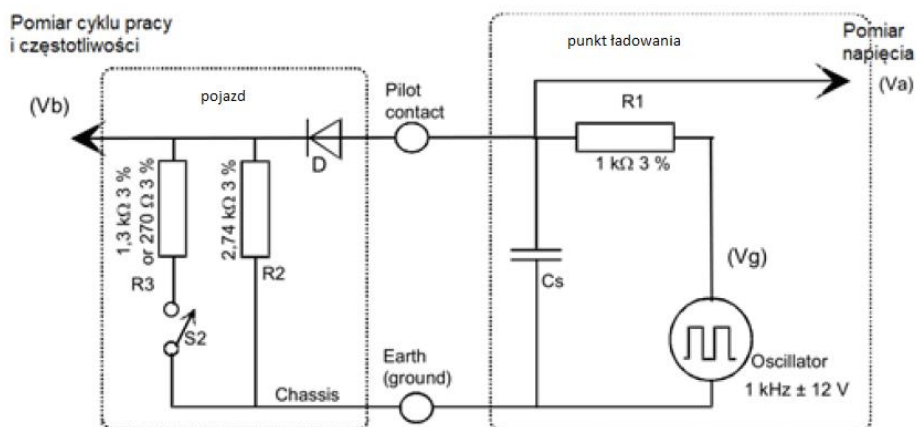 Pomiar cyklu pracy
i częstotliwości
punkt ładowania
Pomiar
napięcia
(Va)
pojazd
Pilot
contact
(Vb)
R1
1 kΩ 3 %
D
1,3 kΩ 3 %
or 270 Ω 3 %
2,74 kΩ 3 %
R3
R2
S2
Cs
(Vg)
Earth
(ground)
Chassis
Oscillator
1 kHz ± 12 V